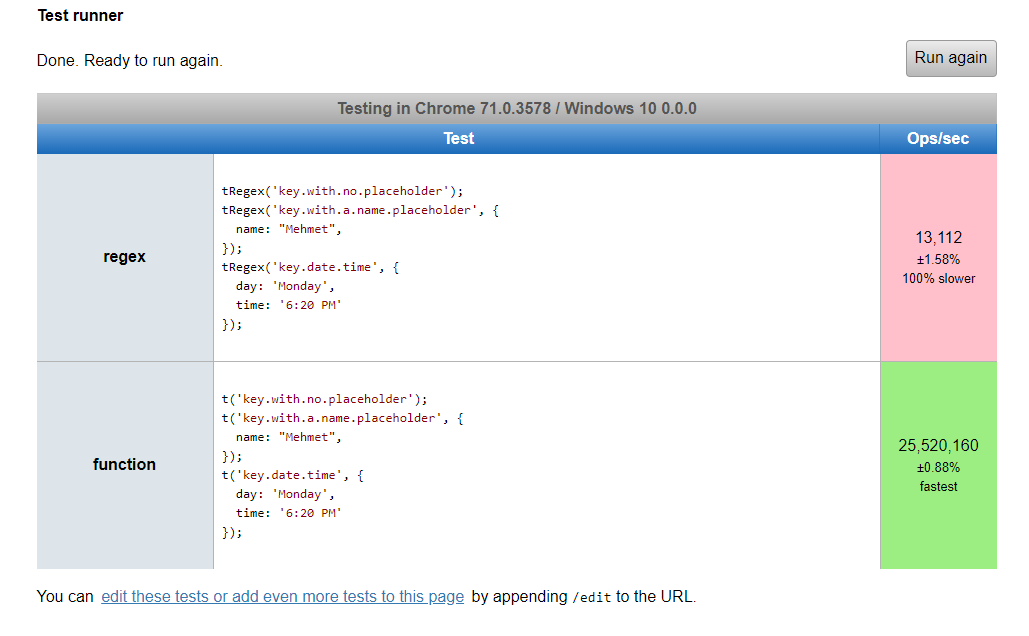 Test runner
Done. Ready to run again.
Run again
Testing in Chrome 71.0.3578 / Windows 10 0.0.0
Test
Ops/sec
regex
tRegex('key.with.no.placeholder');
tRegex('key.with.a.name.placeholder', {
  name: "Mehmet",
});
tRegex('key.date.time', {
  day: 'Monday',
  time: '6:20 PM'
});
13,112
±1.58%
100% slower
function
t('key.with.no.placeholder');
t('key.with.a.name.placeholder', {
  name: "Mehmet",
});
t('key.date.time', {
  day: 'Monday',
  time: '6:20 PM'
});
25,520,160
±0.88%
fastest
You can edit these tests or add even more tests to this page by appending /edit to the URL.